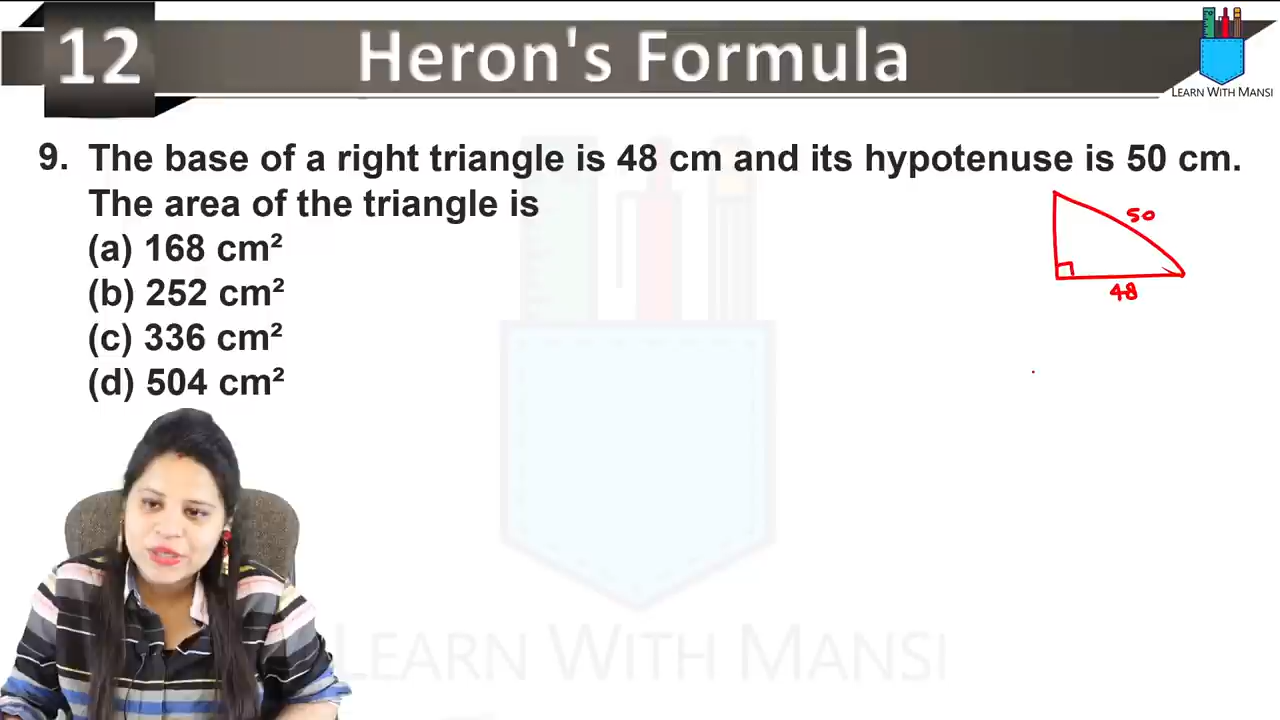 12 Heron's Formula
LEARN WITH MANSI
9. The base of a right triangle is 48 cm and its hypotenuse is 50 cm.
The area of the triangle is
(a) 168 cm²
(b) 252 cm²
(c) 336 cm²
(d) 504 cm²
50
48
LEARN WITH MANSI